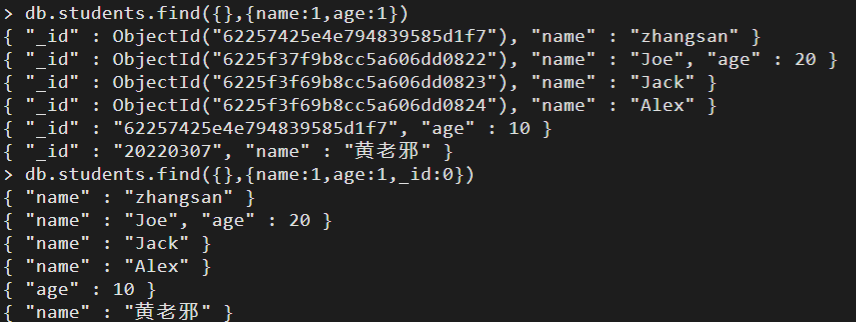 > db.students.find({},{name:1,age:1})
{ "_id" : ObjectId("62257425e4e794839585d1f7"), "name" : "zhangsan" }
{ "_id" : ObjectId("6225f37f9b8cc5a606dd0822"), "name" : "Joe", "age" : 20 }
{ "_id" : ObjectId("6225f3f69b8cc5a606dd0823"), "name" : "Jack" }
{ "_id" : ObjectId("6225f3f69b8cc5a606dd0824"), "name" : "Alex" }
{ "_id" : "62257425e4e794839585d1f7", "age" : 10 }
{ "_id" : "20220307", "name" : "黄老邪" }
> db.students.find({},{name:1,age:1,_id:0})
{ "name" : "zhangsan" }
{ "name" : "Joe", "age" : 20 }
{ "name" : "Jack" }
{ "name" : "Alex" }
{ "age" : 10 }
{ "name" : "黄老邪" }